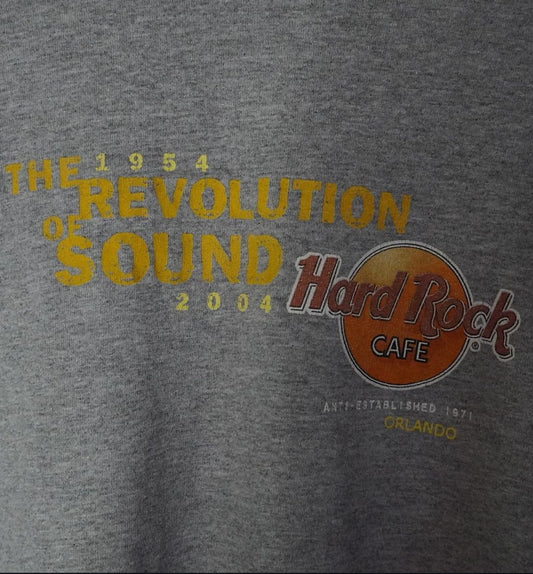 1954
THE REVOLUTION
OF SOUND
2004
Hard Rock
CAFE
ANTI-ESTABLISHED 1971
ORLANDO